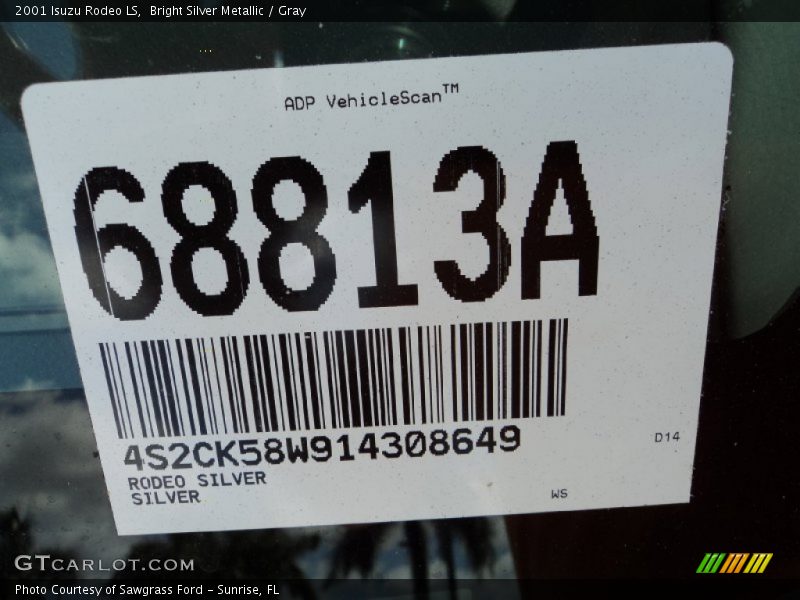 2001 Isuzu Rodeo LS,  Bright Silver Metallic / Gray
ADP VehicleScan™
68813A
4S2CK58W914308649
RODEO SILVER
SILVER
D14
WS
GTCARLOT.COM
Photo Courtesy of Sawgrass Ford - Sunrise, FL